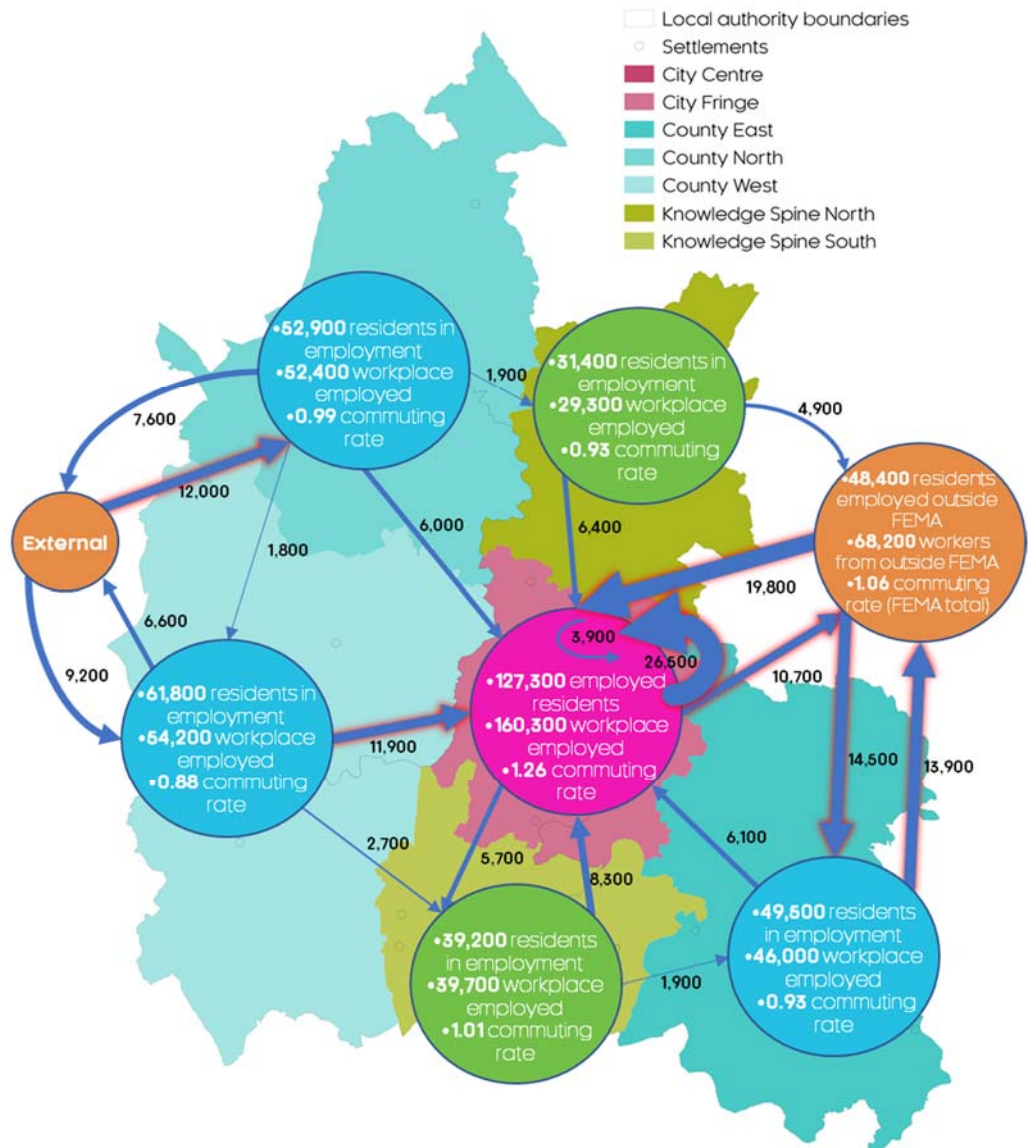 Local authority boundaries
Settlements
City Centre
City Fringe
County East
County North
County West
Knowledge Spine North
Knowledge Spine South
•52,900 residents in
employment
•52,400 workplace
employed
•0.99 commuting
rate
1,900
•31,400 residents
in employment
•29,300 workplace
employed
•0.93 commuting
rate
4,900
7,600
12,000
External
1,800
6,000
6,400
•48,400 residents
employed outside
FEMA
•68,200 workers
from outside FEMA
•1.06 commuting
rate (FEMA total)
19,800
6,600
9,200
3,900
26,500
10,700
•61,800 residents in
employment
•54,200 workplace
employed
•0.88 commuting
rate
11,900
•127,300 employed
residents
•160,300 workplace
employed
•1.26 commuting
rate
14,500
13,900
2,700
5,700
8,300
6,100
•39,200 residents
in employment
•39,700 workplace
employed
•1.01 commuting
rate
1,900
•49,500 residents
in employment
•46,000 workplace
employed
•0.93 commuting
rate